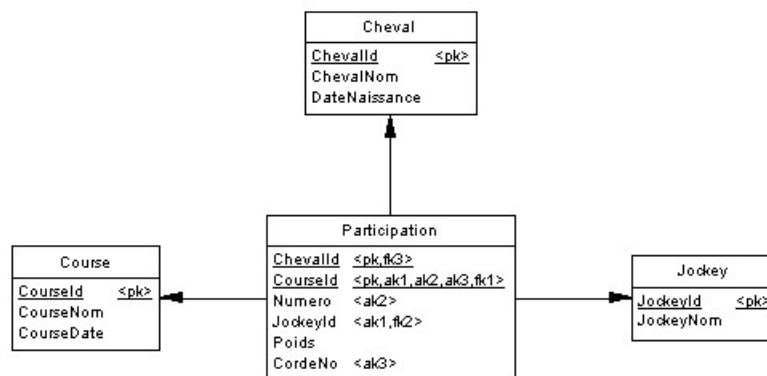 Cheval
ChevalId <pk>
ChevalNom
DateNaissance
Participation
ChevalId <pk,fk3>
CourseId <pk,ak1,ak2,ak3,fk1>
Numero <ak2>
JockeyId <ak1,fk2>
Poids
CordeNo <ak3>
Course
CourseId <pk>
CourseNom
CourseDate
Jockey
JockeyId <pk>
JockeyNom